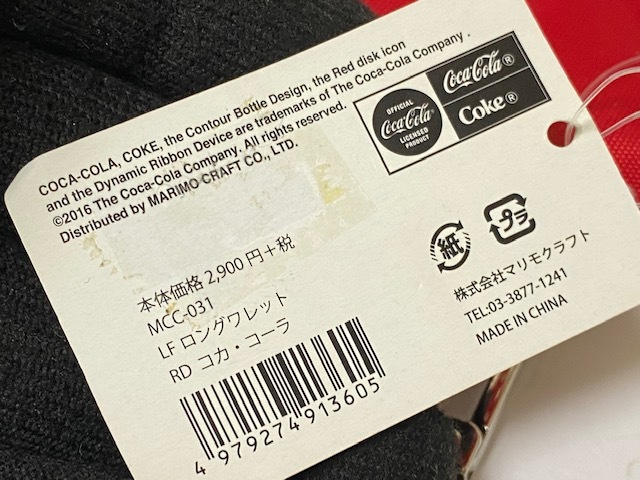 COCA-COLA, COKE, the Contour Bottle Design, the Red disk icon
and the Dynamic Ribbon Device are trademarks of The Coca-Cola Company .
©2016 The Coca-Cola Company. All rights reserved.
Distributed by MARIMO CRAFT CO., LTD.
OFFICIAL
Coca-Cola
LICENSED
PRODUCT
Coca-Cola®
Coke®
本体価格 2,900 円+税
MCC-031
LF ロングワレット
RD コカ・コーラ
4 979274 913605
紙
プラ
株式会社マリモクラフト
TEL:03-3877-1241
MADE IN CHINA